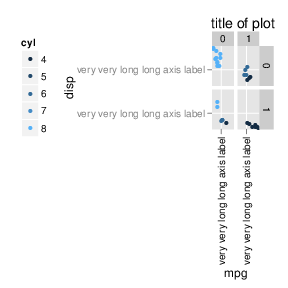 title of plot
cyl
4
5
6
7
8
disp
0 1
very very long long axis label
0
very very long long axis label
1
very very long long axis label
very very long long axis label
mpg